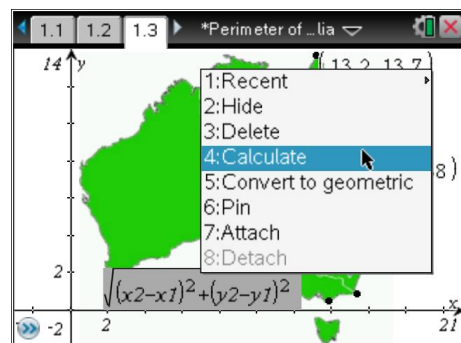 1.1 1.2 1.3 *Perimeter of …lia
14 y
(13.2, 13.7
1:Recent
2:Hide
3:Delete
4:Calculate
8)
5:Convert to geometric
6:Pin
7:Attach
8:Detach
2
√(x2-x1)²+(y2-y1)²
x
-2 2 21